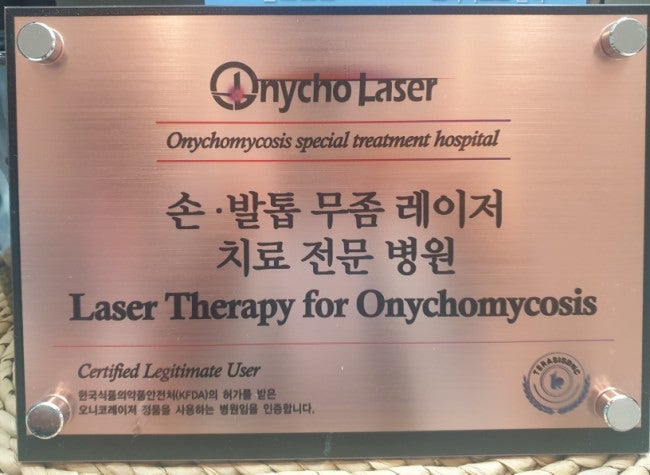 Onycho Laser
Onychomycosis special treatment hospital
손·발톱 무좀 레이저
치료 전문 병원
Laser Therapy for Onychomycosis
Certified Legitimate User
한국식품의약품안전처(KFDA)의 허가를 받은
오니코레이저 정품을 사용하는 병원임을 인증합니다.